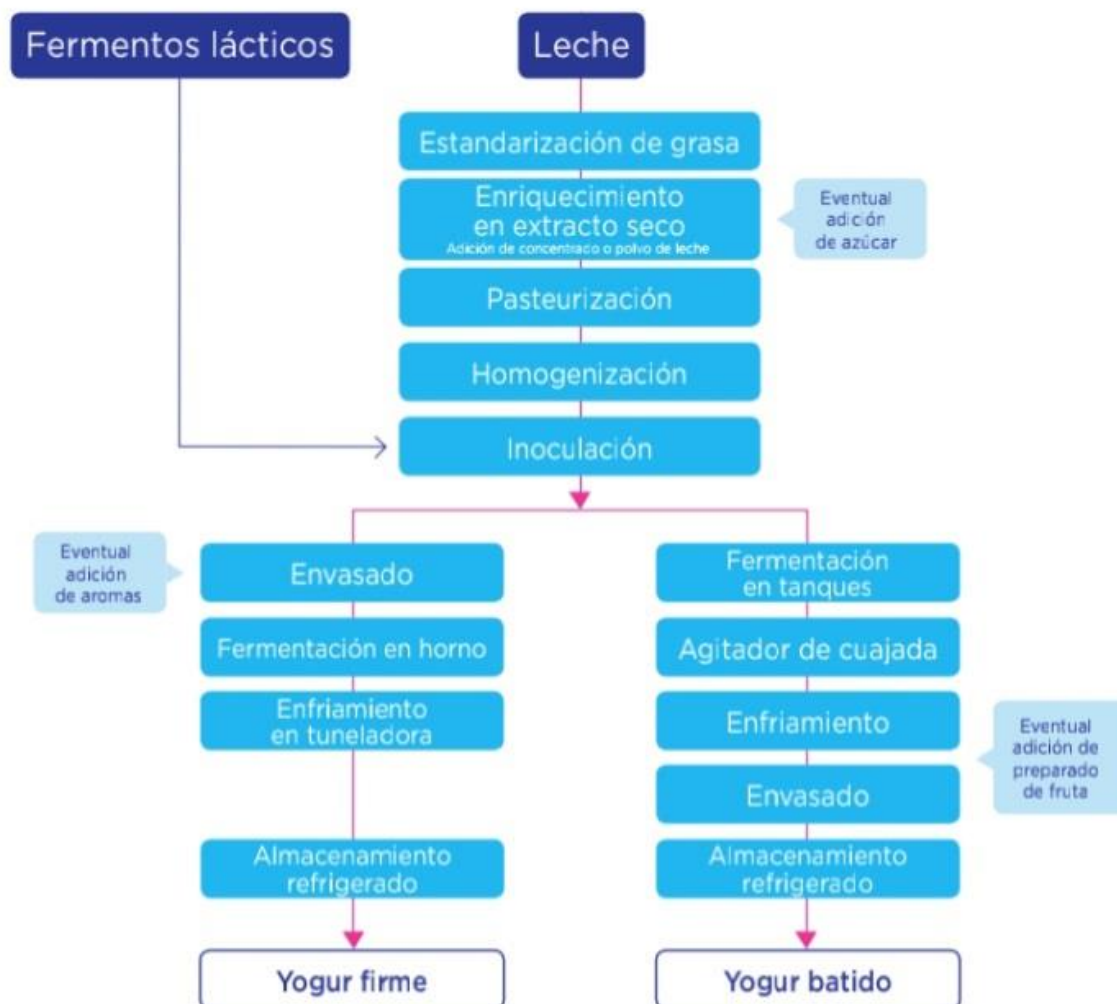 Fermentos lácticos
Leche
Estandarización de grasa
Enriquecimiento
en extracto seco
Adición de concentrado o polvo de leche
Eventual
adición
de azúcar
Pasteurización
Homogenización
Inoculación
Eventual
adición
de aromas
Envasado
Fermentación en horno
Enfriamiento
en tuneladora
Almacenamiento
refrigerado
Yogur firme
Fermentación
en tanques
Agitador de cuajada
Enfriamiento
Eventual
adición de
preparado
de fruta
Envasado
Almacenamiento
refrigerado
Yogur batido